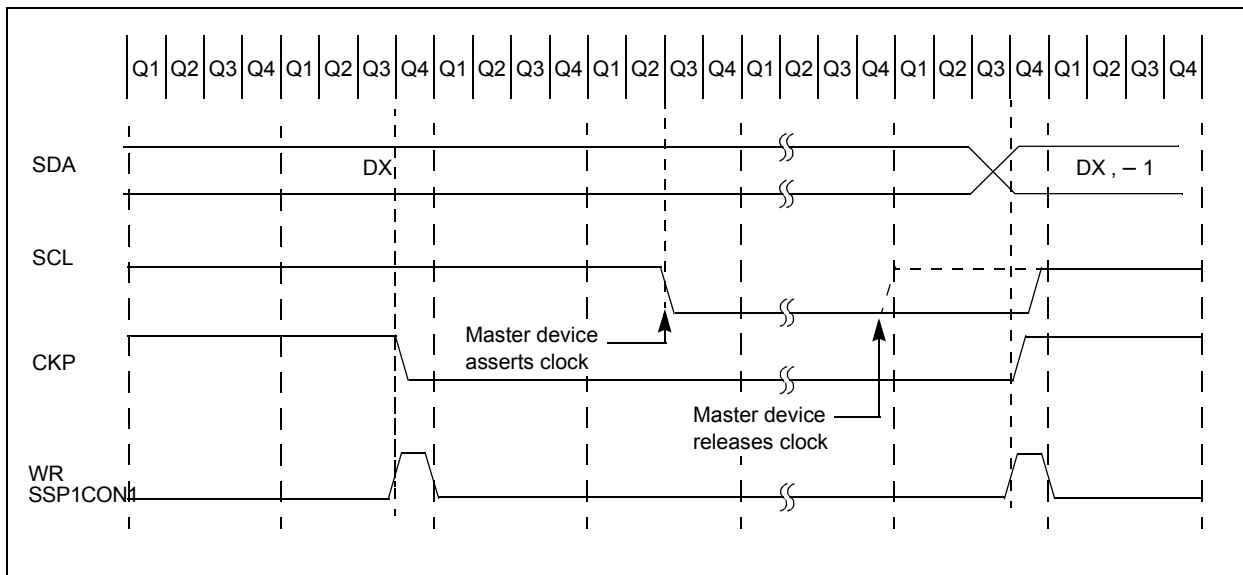 Q1 Q2 Q3 Q4 Q1 Q2 Q3 Q4 Q1 Q2 Q3 Q4 Q1 Q2 Q3 Q4 Q1 Q2 Q3 Q4 Q1 Q2 Q3 Q4 Q1 Q2 Q3 Q4
SDA
DX
DX , – 1
SCL
Master device
asserts clock
CKP
Master device
releases clock
WR
SSP1CON1